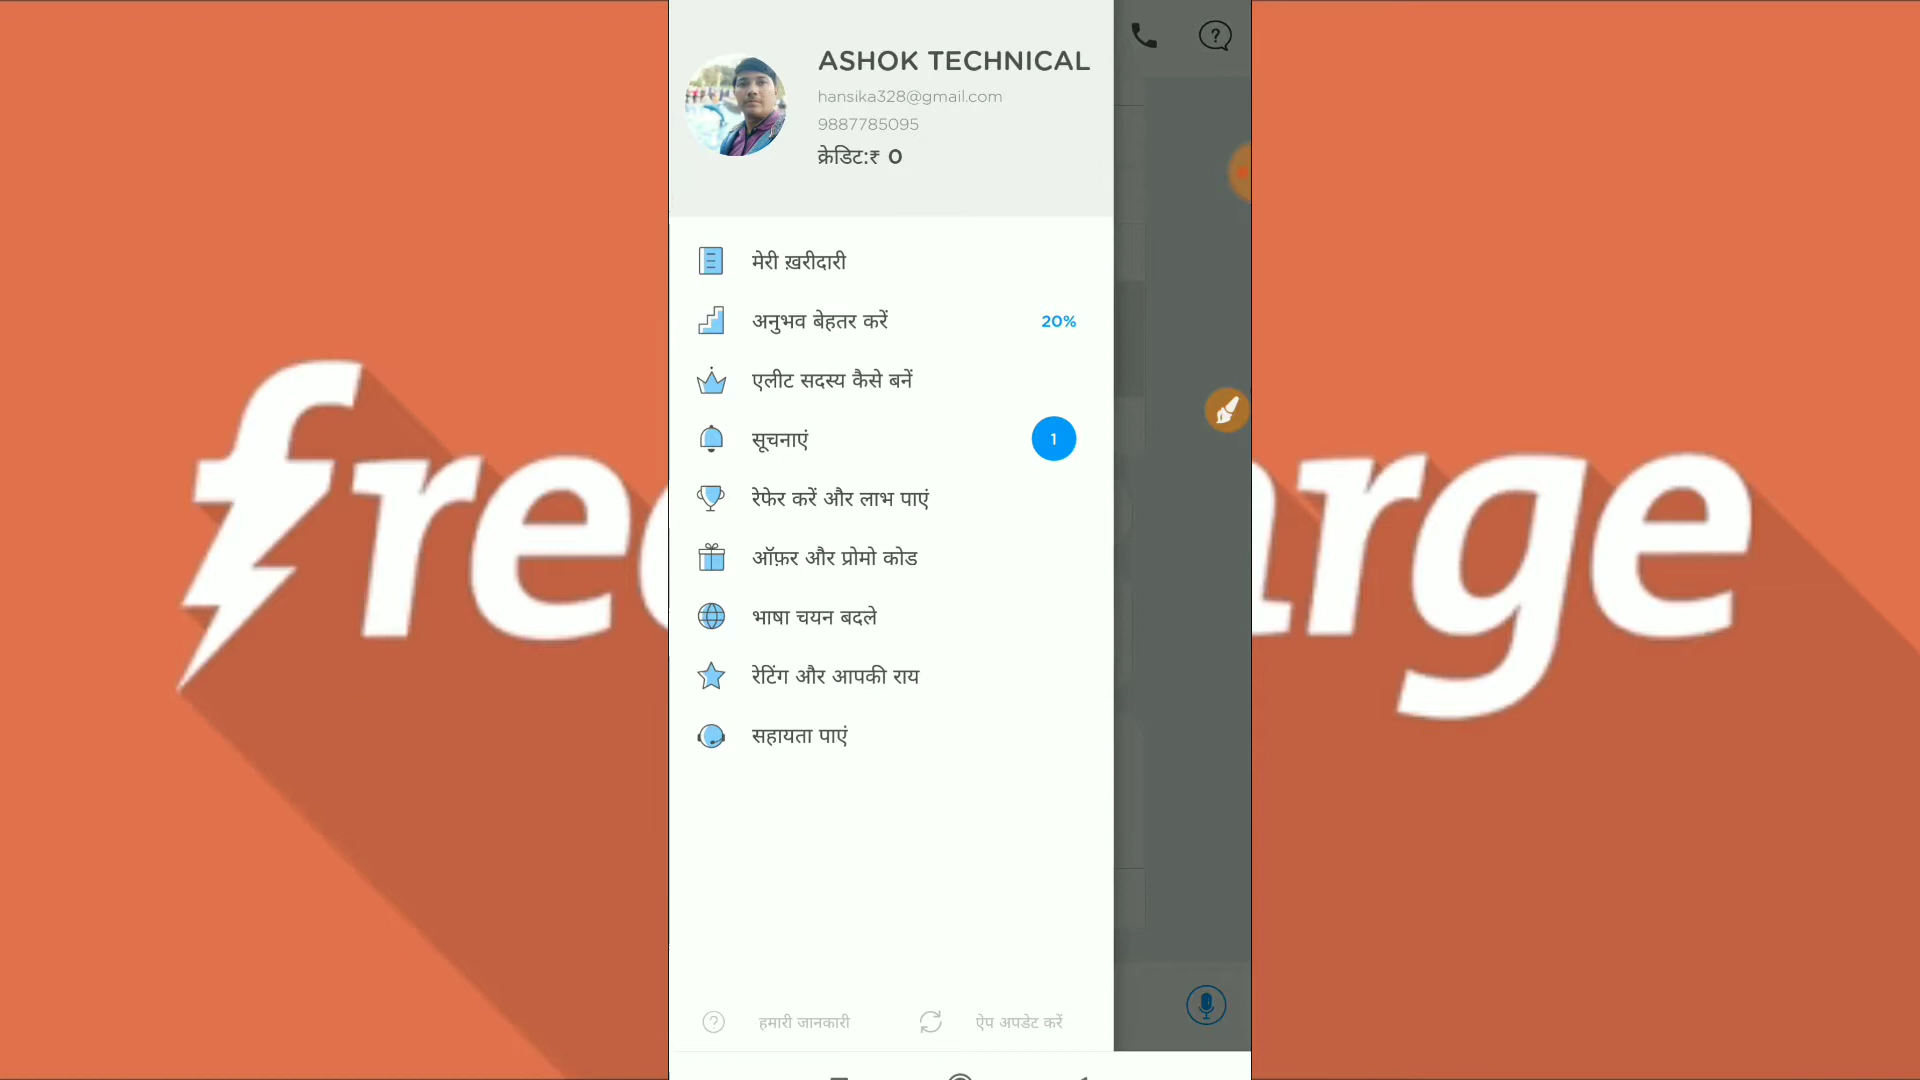 ASHOK TECHNICAL
hansika328@gmail.com
9887785095
क्रेडिट:₹ 0
मेरी ख़रीदारी
अनुभव बेहतर करें 20%
एलीट सदस्य कैसे बनें
सूचनाएं 1
रेफेर करें और लाभ पाएं
ऑफ़र और प्रोमो कोड
भाषा चयन बदले
रेटिंग और आपकी राय
सहायता पाएं
हमारी जानकारी ऐप अपडेट करें
free
arge